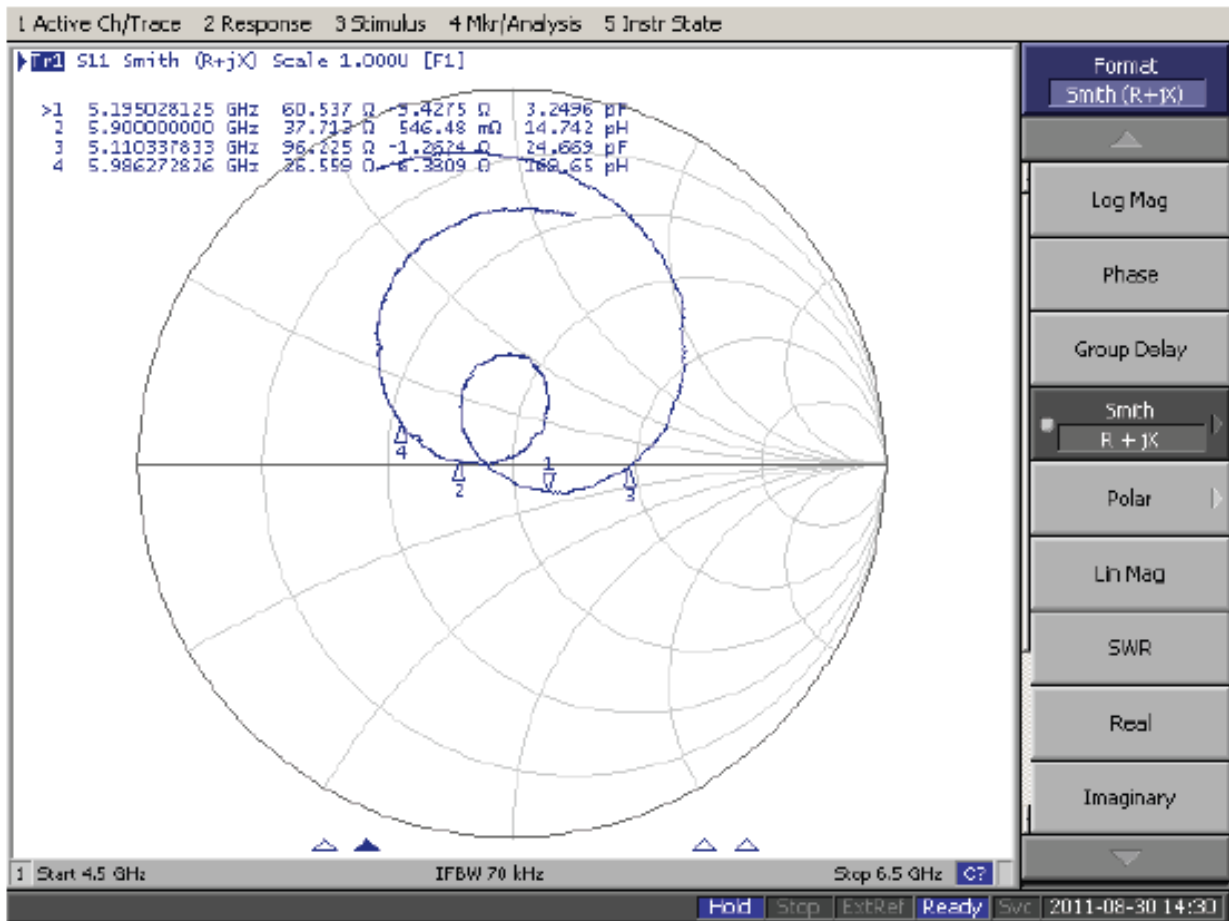 1 Active Ch/Trace 2 Response 3 Stimulus 4 Mkr/Analysis 5 Instr State
Tr1 S11 Smith (R+jX) Scale 1.000U [F1]
>1 5.195028125 GHz 60.537 Ω -9.4275 Ω 3.2496 pF
2 5.900000000 GHz 37.713 Ω 546.48 mΩ 14.742 pH
3 5.110337833 GHz 96.225 Ω -1.2624 Ω 24.669 pF
4 5.986272826 GHz 26.559 Ω 6.3809 Ω 169.65 pH
1
4
2
3
1 Start 4.5 GHz IFBW 70 kHz Stop 6.5 GHz C?
Format
Smith (R+jX)
Log Mag
Phase
Group Delay
Smith
R + jX
Polar
Lin Mag
SWR
Real
Imaginary
Hold Stop ExtRef Ready Svc 2011-08-30 14:30